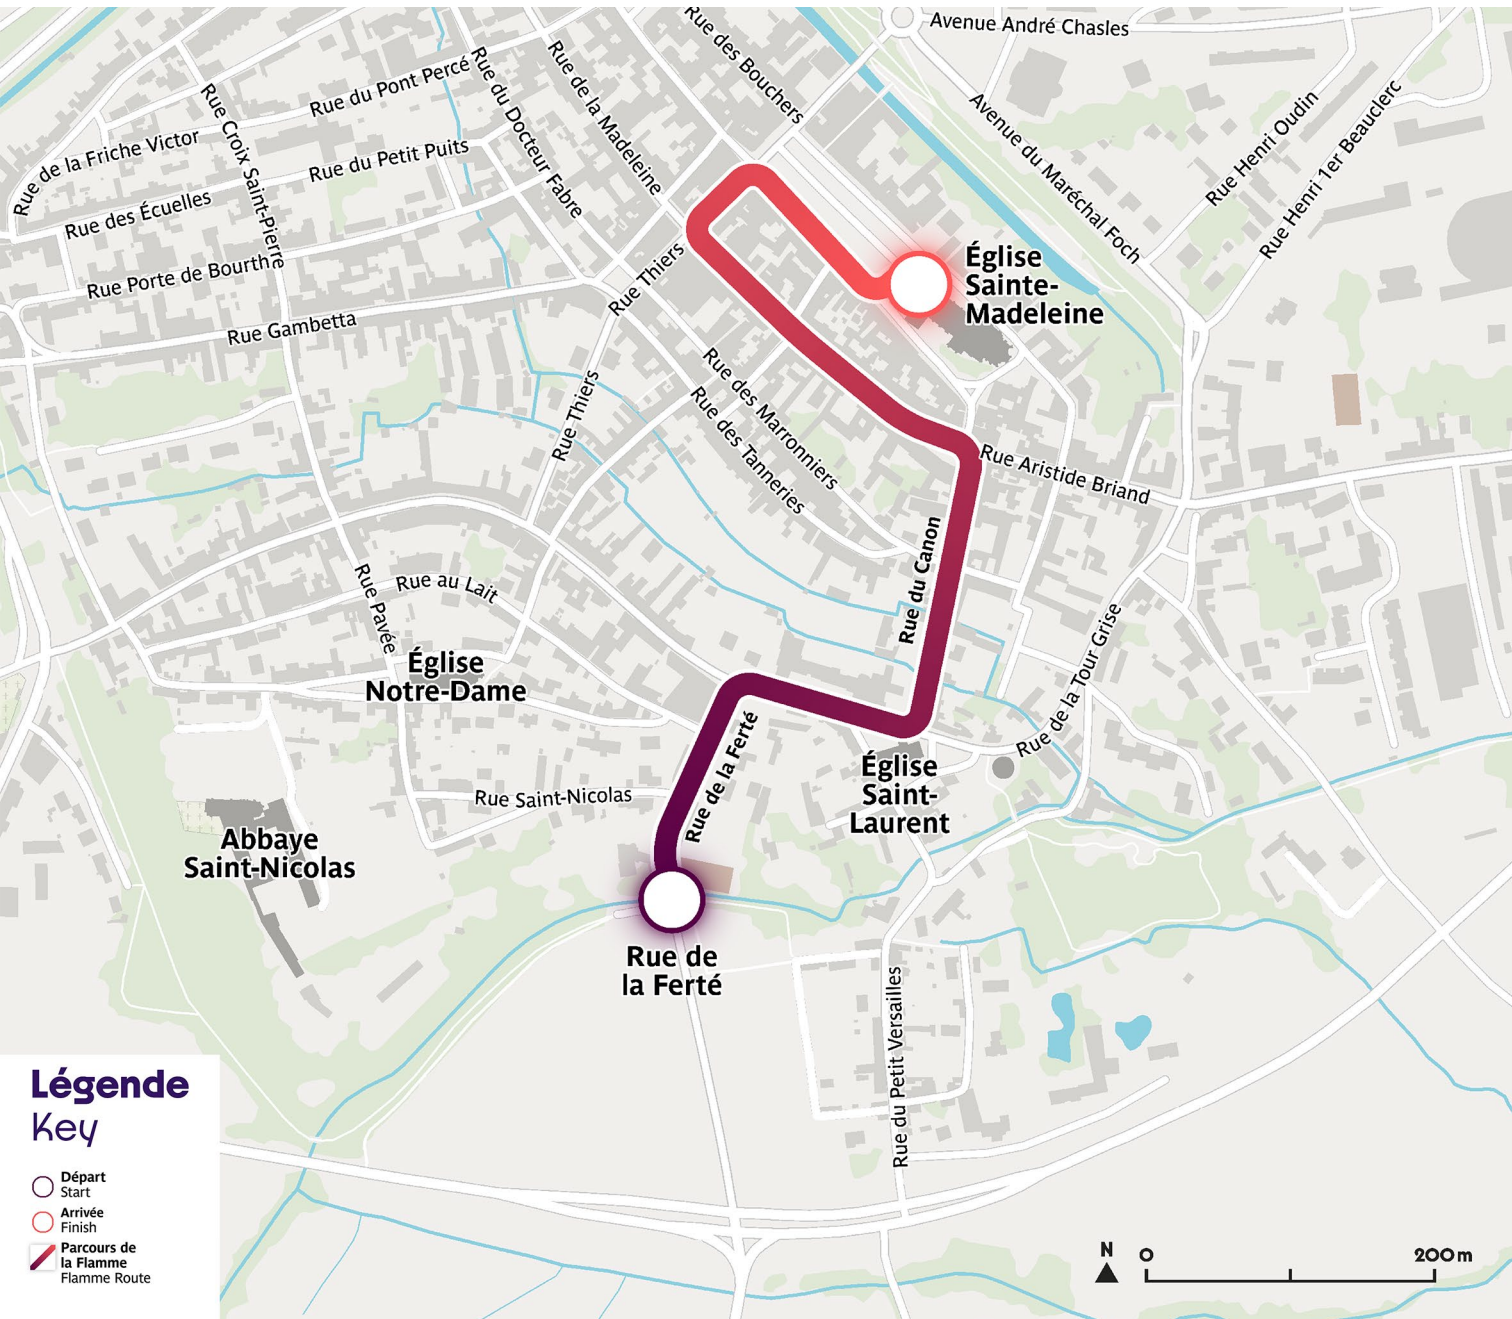 Avenue André Chasles
Rue des Bouchers
Rue de la Madeleine
Rue du Docteur Fabre
Rue du Pont Percé
Rue Croix Saint-Pierre
Rue de la Friche Victor
Rue du Petit Puits
Rue des Écuelles
Rue Porte de Bourthe
Rue Gambetta
Avenue du Maréchal Foch
Rue Henri Oudin
Rue Henri 1er Beauclerc
Rue Thiers
Église
Sainte-
Madeleine
Rue Thiers
Rue des Marronniers
Rue des Tanneries
Rue Aristide Briand
Rue du Canon
Rue Pavée
Rue au Lait
Église
Notre-Dame
Rue de la Tour Grise
Rue de la Ferté
Rue Saint-Nicolas
Église
Saint-
Laurent
Abbaye
Saint-Nicolas
Rue de
la Ferté
Rue du Petit Versailles
Légende
Key
Départ
Start
Arrivée
Finish
Parcours de
la Flamme
Flamme Route
N
0
200 m